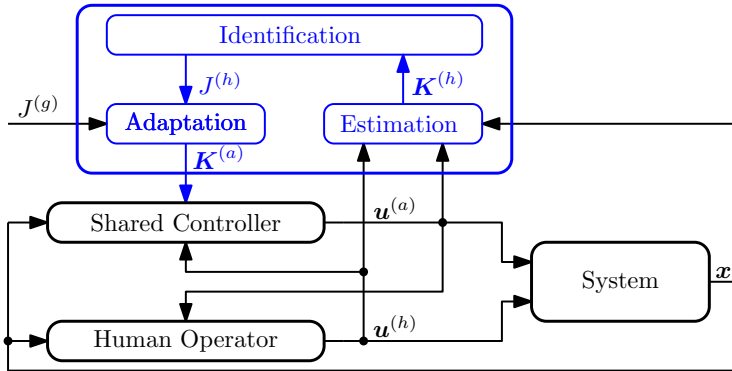 Identification
J^(h)
K^(h)
J^(g)
Adaptation
Estimation
K^(a)
Shared Controller
u^(a)
System
x
Human Operator
u^(h)